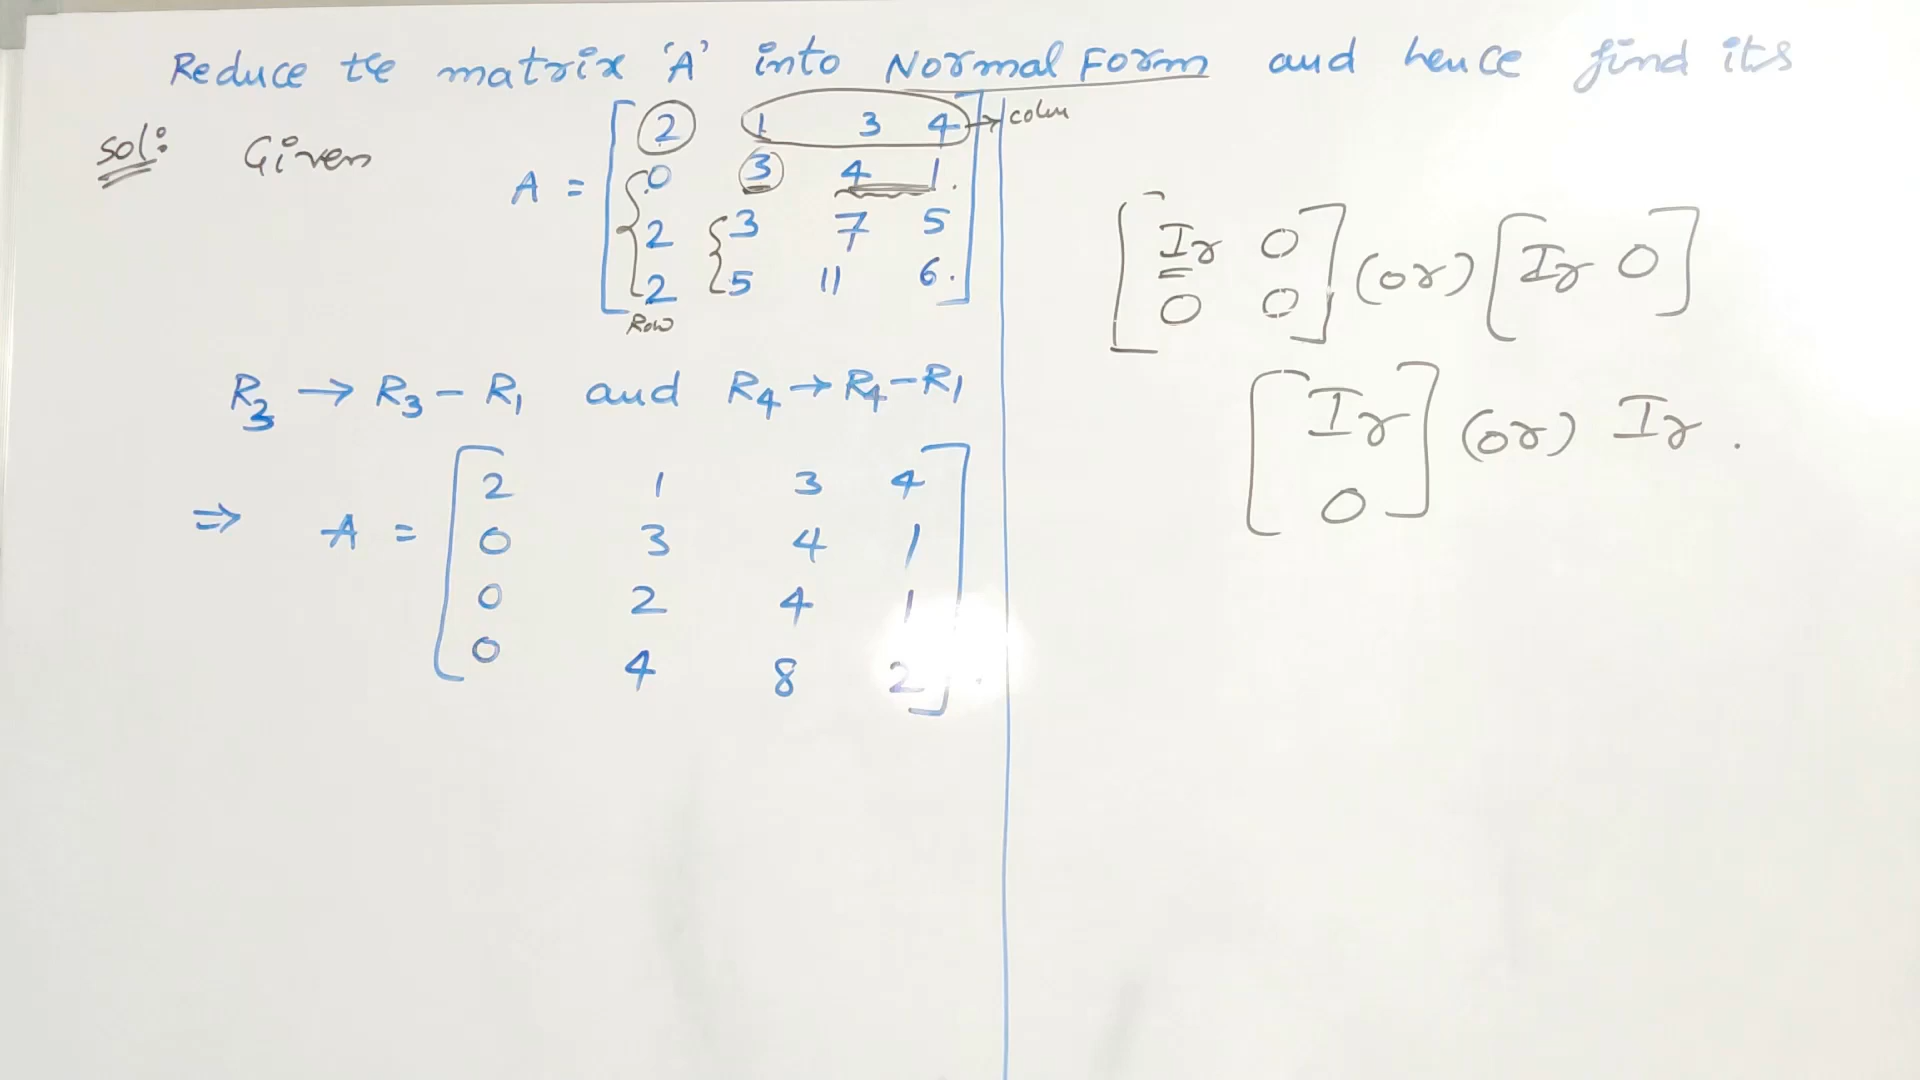 Reduce the matrix 'A' into Normal Form and hence find its
Sol: Given
A = [ 2 1 3 4 → colm
0 3 4 1.
2 3 7 5
2 5 11 6. ]
Row
[ Ir 0
0 0 ] (or) [ Ir 0 ]
[ Ir
0 ] (or) Ir .
R3 → R3 - R1 and R4 → R4 - R1
⇒ A = [ 2 1 3 4
0 3 4 1
0 2 4 1
0 4 8 2 ] .